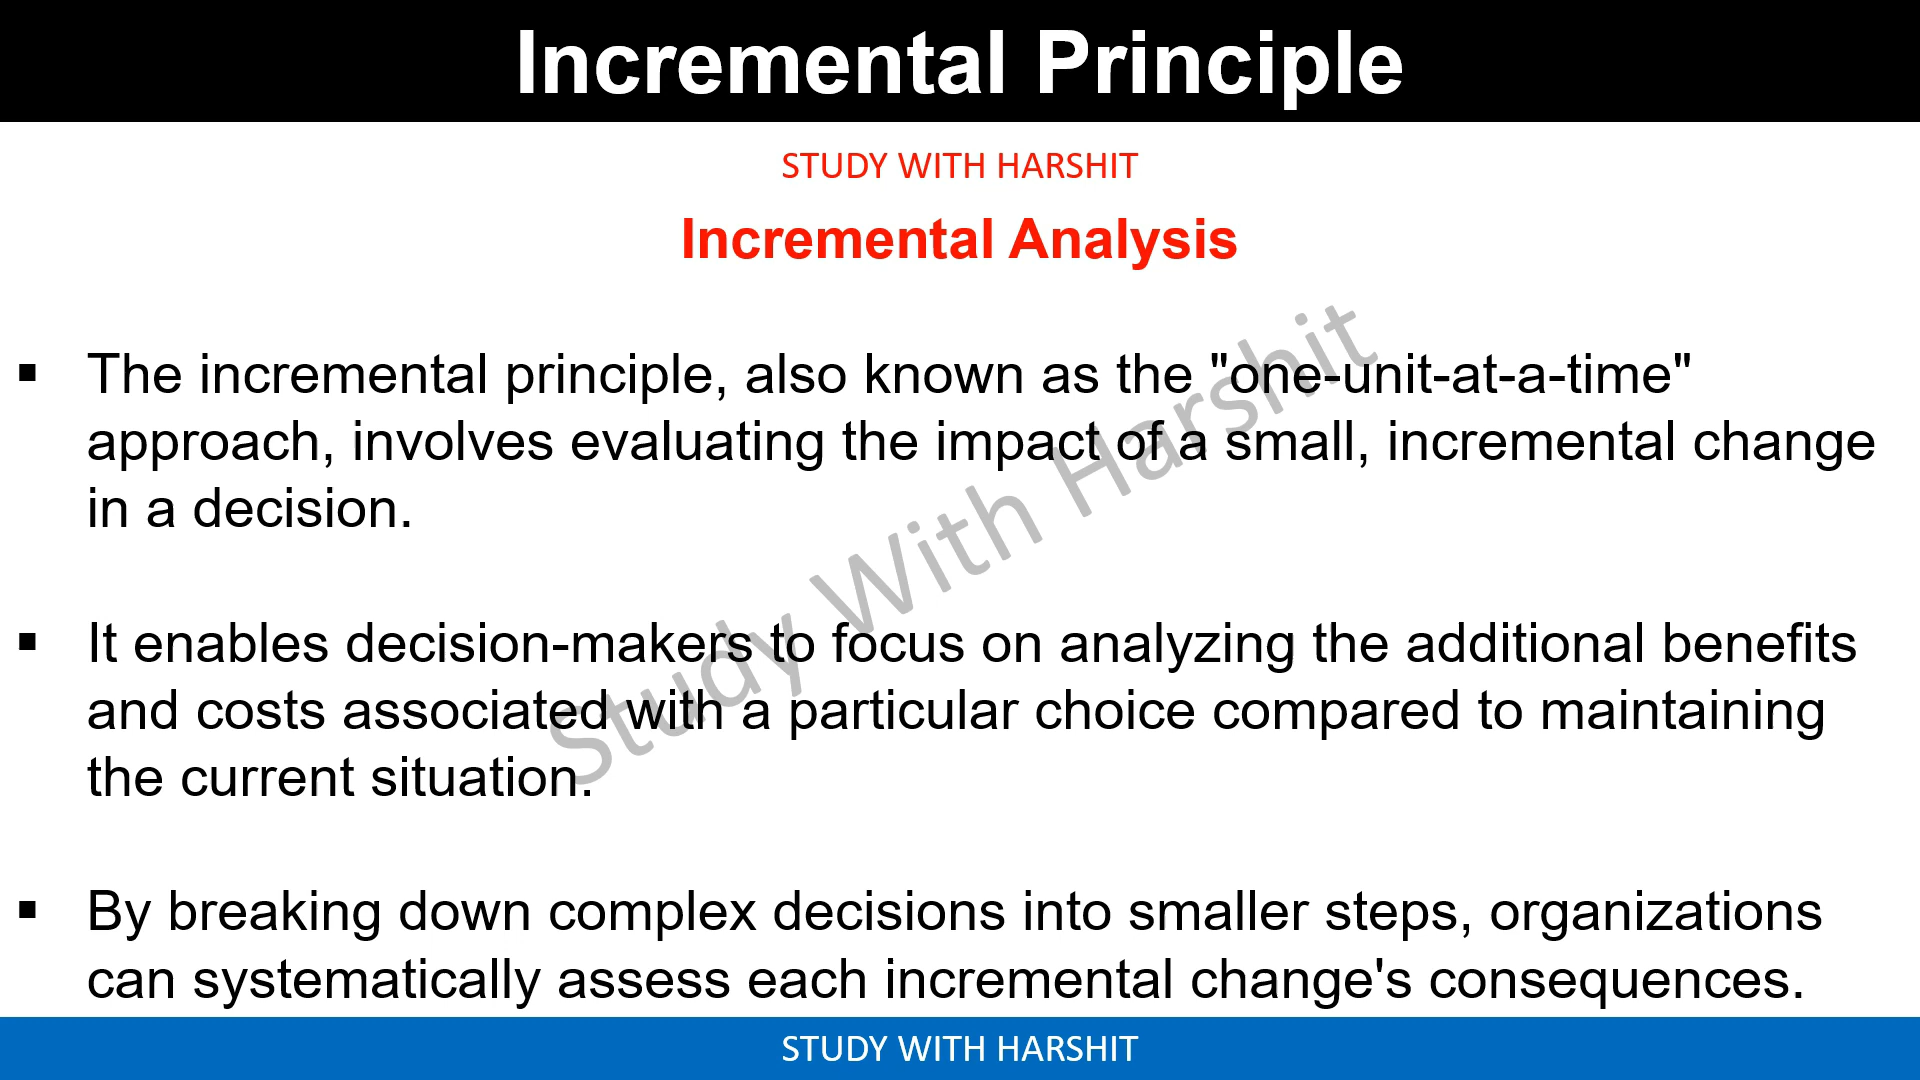 Incremental Principle
STUDY WITH HARSHIT
Incremental Analysis
▪ The incremental principle, also known as the "one-unit-at-a-time"
approach, involves evaluating the impact of a small, incremental change
in a decision.
▪ It enables decision-makers to focus on analyzing the additional benefits
and costs associated with a particular choice compared to maintaining
the current situation.
▪ By breaking down complex decisions into smaller steps, organizations
can systematically assess each incremental change's consequences.
Study With Harshit
STUDY WITH HARSHIT